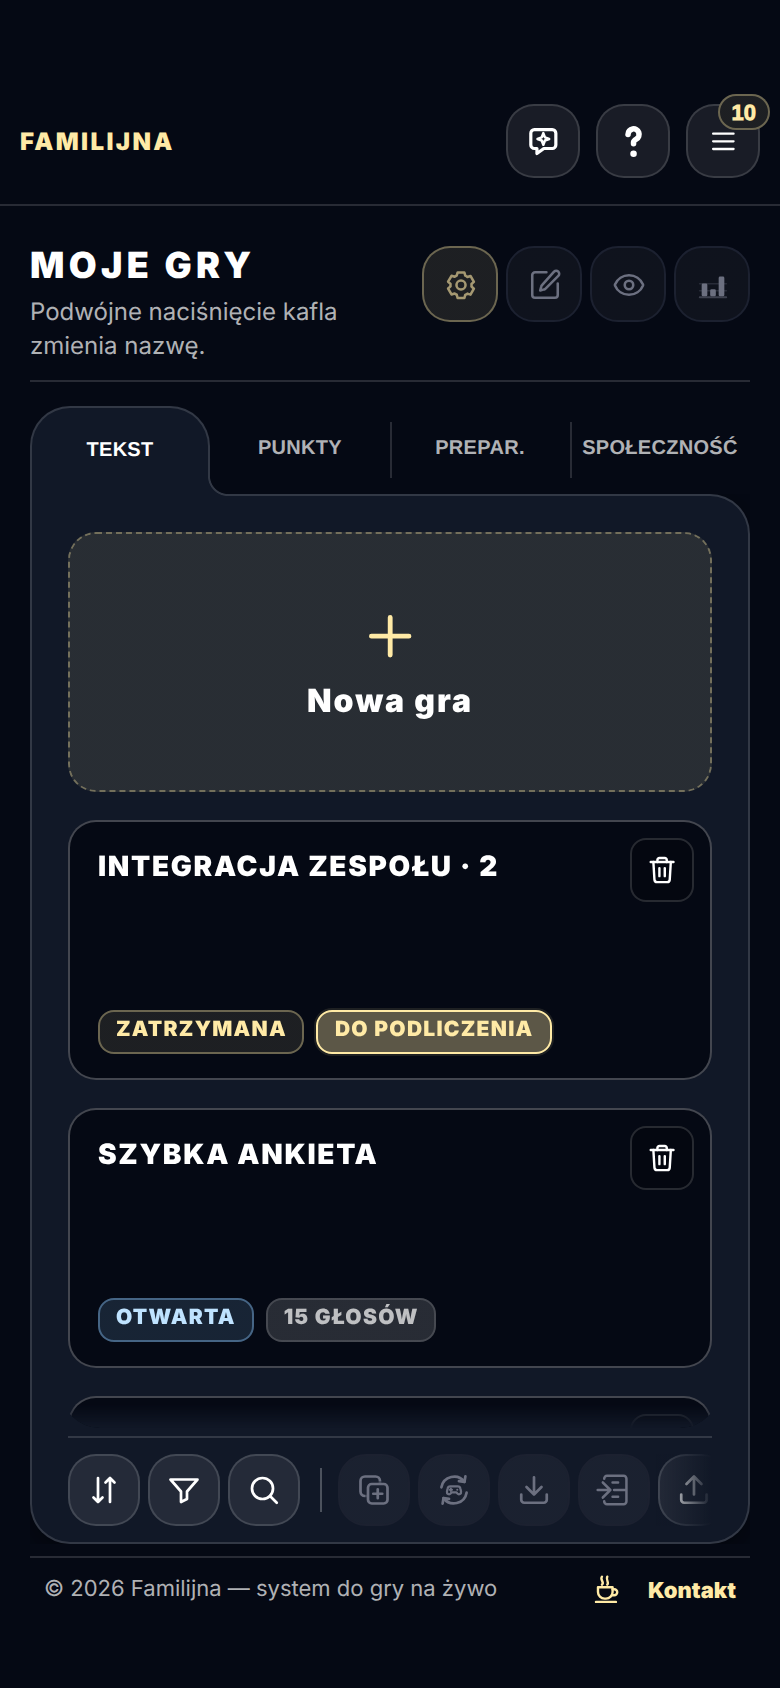 FAMILIJNA
10
MOJE GRY
Podwójne naciśnięcie kafla
zmienia nazwę.
TEKST
PUNKTY
PREPAR.
SPOŁECZNOŚĆ
Nowa gra
INTEGRACJA ZESPOŁU · 2
ZATRZYMANA
DO PODLICZENIA
SZYBKA ANKIETA
OTWARTA
15 GŁOSÓW
© 2026 Familijna — system do gry na żywo
Kontakt